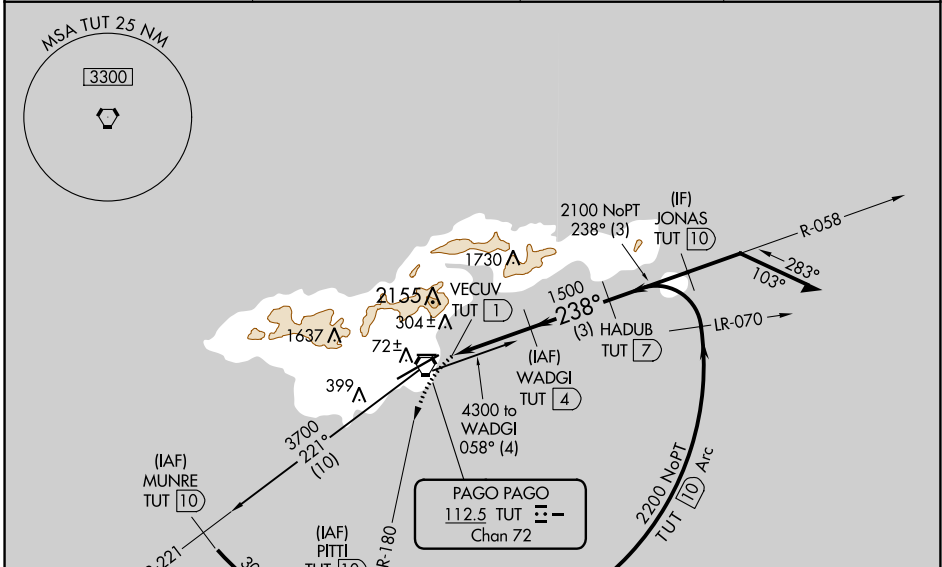 MSA TUT 25 NM
3300
2100 NoPT
238° (3)
(IF)
JONAS
TUT 10
R-058
283°
103°
1730
2155
VECUV
TUT 1
1500
238°
(3)
HADUB
TUT 7
LR-070
304±
1637
72±
(IAF)
WADGI
TUT 4
399
4300 to
WADGI
058° (4)
3700
221°
(10)
(IAF)
MUNRE
TUT 10
2200 NoPT
TUT 10 Arc
PAGO PAGO
112.5 TUT
Chan 72
R-180
(IAF)
PITTI
TUT 10
-221